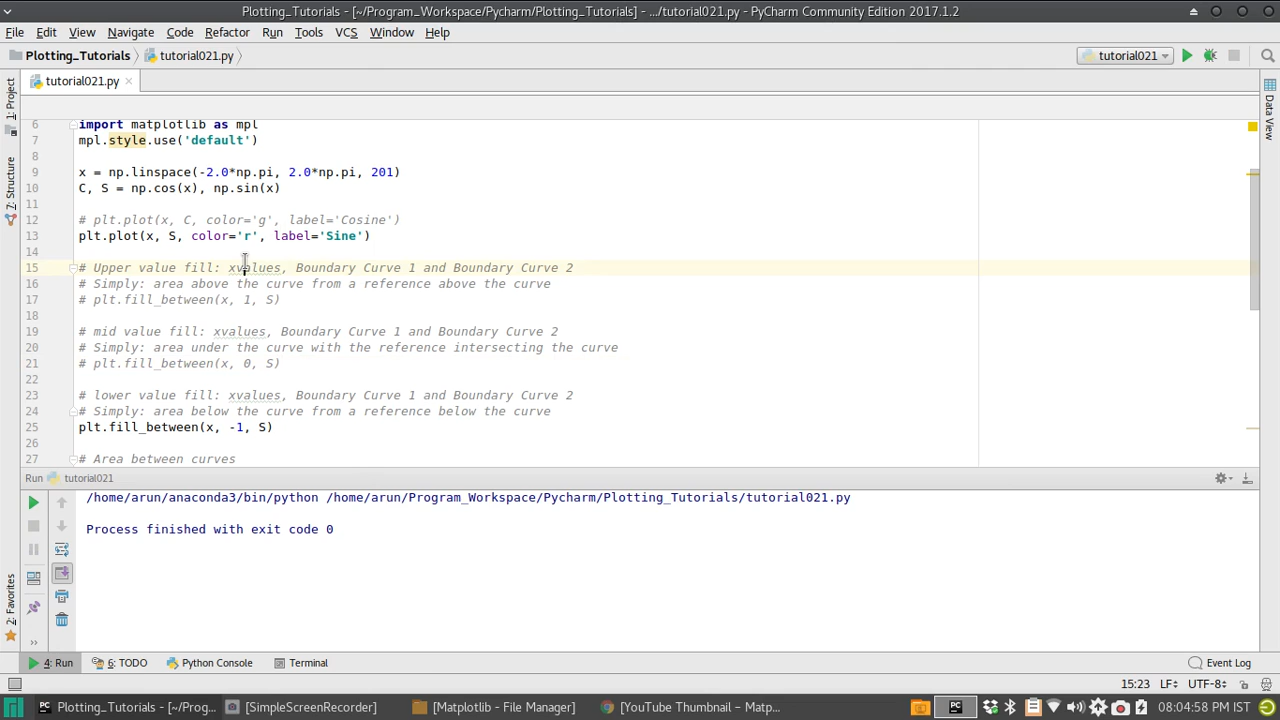 Plotting_Tutorials - [~/Program_Workspace/Pycharm/Plotting_Tutorials] - .../tutorial021.py - PyCharm Community Edition 2017.1.2
File Edit View Navigate Code Refactor Run Tools VCS Window Help
Plotting_Tutorials tutorial021.py tutorial021
tutorial021.py
1: Project
7: Structure
2: Favorites
Data View
6 import matplotlib as mpl
7 mpl.style.use('default')
8
9 x = np.linspace(-2.0*np.pi, 2.0*np.pi, 201)
10 C, S = np.cos(x), np.sin(x)
11
12 # plt.plot(x, C, color='g', label='Cosine')
13 plt.plot(x, S, color='r', label='Sine')
14
15 # Upper value fill: xvalues, Boundary Curve 1 and Boundary Curve 2
16 # Simply: area above the curve from a reference above the curve
17 # plt.fill_between(x, 1, S)
18
19 # mid value fill: xvalues, Boundary Curve 1 and Boundary Curve 2
20 # Simply: area under the curve with the reference intersecting the curve
21 # plt.fill_between(x, 0, S)
22
23 # lower value fill: xvalues, Boundary Curve 1 and Boundary Curve 2
24 # Simply: area below the curve from a reference below the curve
25 plt.fill_between(x, -1, S)
26
27 # Area between curves
Run tutorial021
/home/arun/anaconda3/bin/python /home/arun/Program_Workspace/Pycharm/Plotting_Tutorials/tutorial021.py
Process finished with exit code 0
4: Run 6: TODO Python Console Terminal Event Log
15:23 LF UTF-8
Plotting_Tutorials - [~/Prog... [SimpleScreenRecorder] [Matplotlib - File Manager] [YouTube Thumbnail – Matp... 08:04:58 PM IST